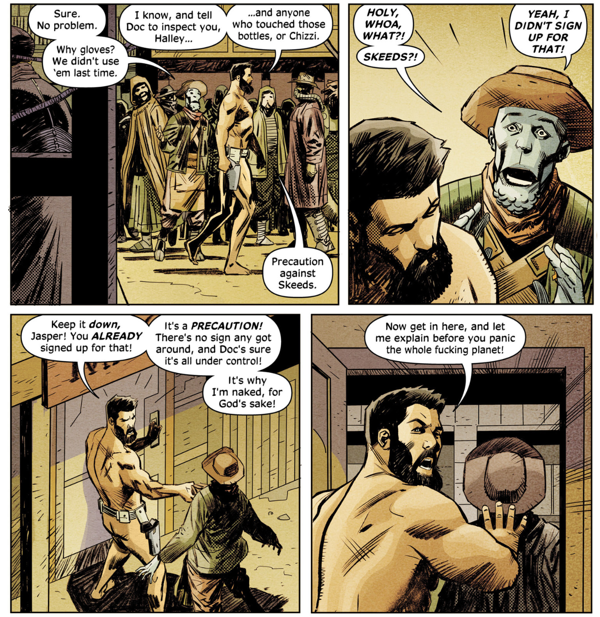 Sure.
No problem.
Why gloves?
We didn't use
'em last time.
I know, and tell
Doc to inspect you,
Halley...
...and anyone
who touched those
bottles, or Chizzi.
Precaution
against
Skeeds.
HOLY,
WHOA,
WHAT?!
SKEEDS?!
YEAH, I
DIDN'T SIGN
UP FOR
THAT!
Keep it down,
Jasper! You ALREADY
signed up for that!
It's a PRECAUTION!
There's no sign any got
around, and Doc's sure
it's all under control!
It's why
I'm naked, for
God's sake!
Now get in here, and let
me explain before you panic
the whole fucking planet!